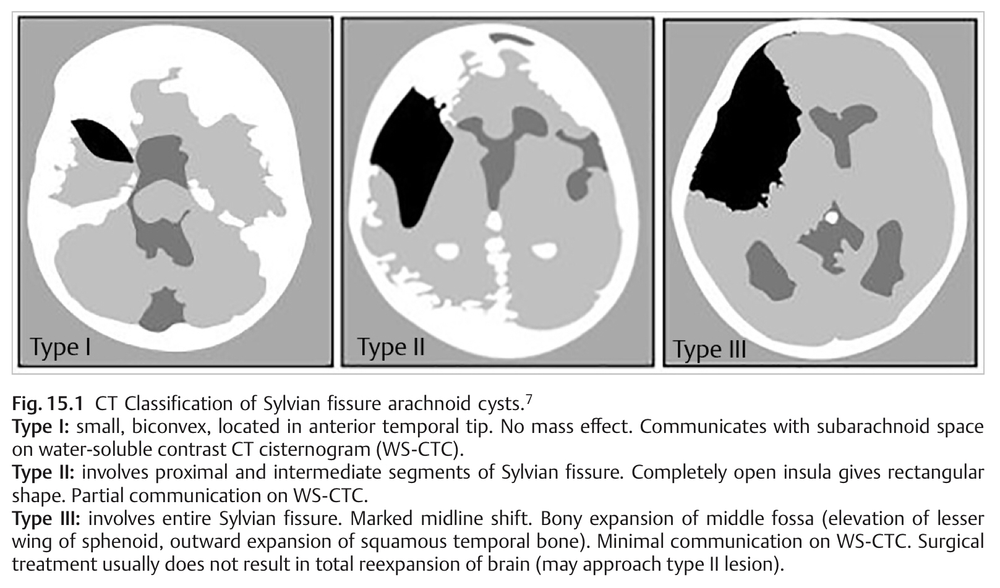 Type I
Type II
Type III
Fig. 15.1 CT Classification of Sylvian fissure arachnoid cysts.7
Type I: small, biconvex, located in anterior temporal tip. No mass effect. Communicates with subarachnoid space
on water-soluble contrast CT cisternogram (WS-CTC).
Type II: involves proximal and intermediate segments of Sylvian fissure. Completely open insula gives rectangular
shape. Partial communication on WS-CTC.
Type III: involves entire Sylvian fissure. Marked midline shift. Bony expansion of middle fossa (elevation of lesser
wing of sphenoid, outward expansion of squamous temporal bone). Minimal communication on WS-CTC. Surgical
treatment usually does not result in total reexpansion of brain (may approach type II lesion).